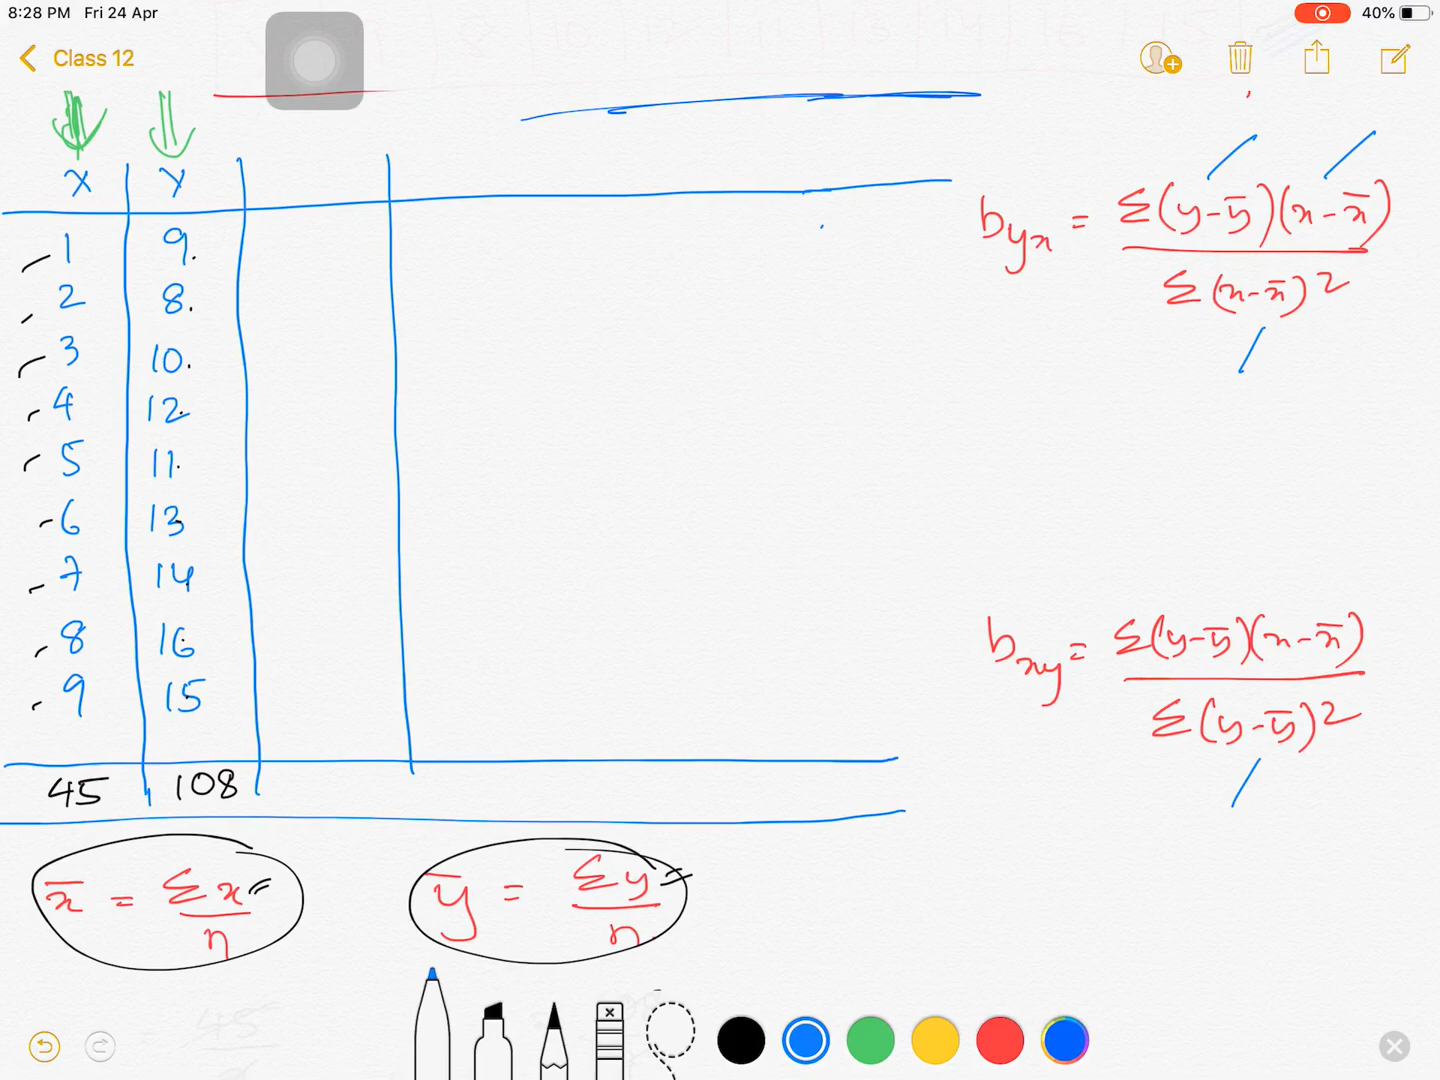 8:28 PM Fri 24 Apr
40%
Class 12
X Y
1 9.
2 8.
3 10.
4 12.
5 11.
6 13
7 14
8 16
9 15
45 108
x̄ = Σx / n
ȳ = Σy / n
byx = Σ(y-ȳ)(x-x̄) / Σ(x-x̄)2
bxy = Σ(y-ȳ)(x-x̄) / Σ(y-ȳ)2
45